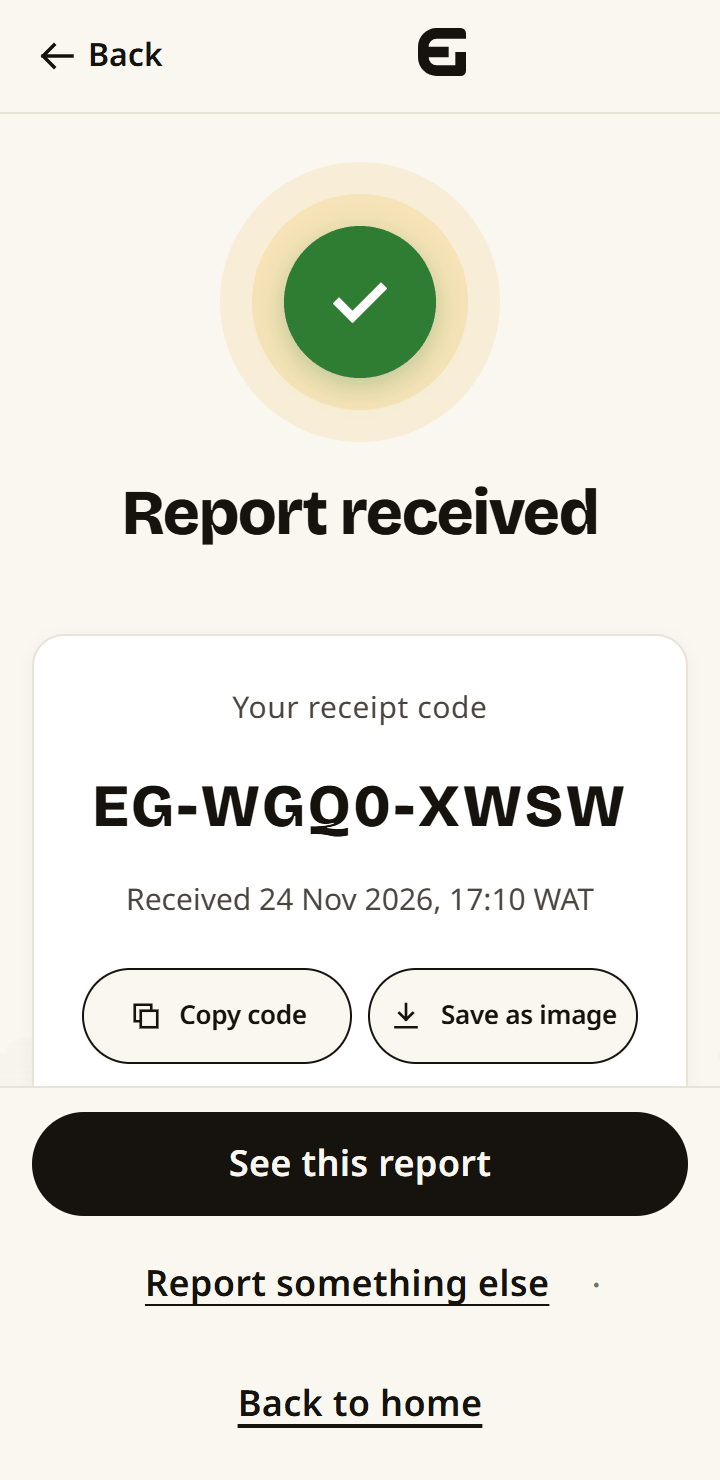 Back
Report received
Your receipt code
EG-WGQ0-XWSW
Received 24 Nov 2026, 17:10 WAT
Copy code
Save as image
See this report
Report something else ·
Back to home